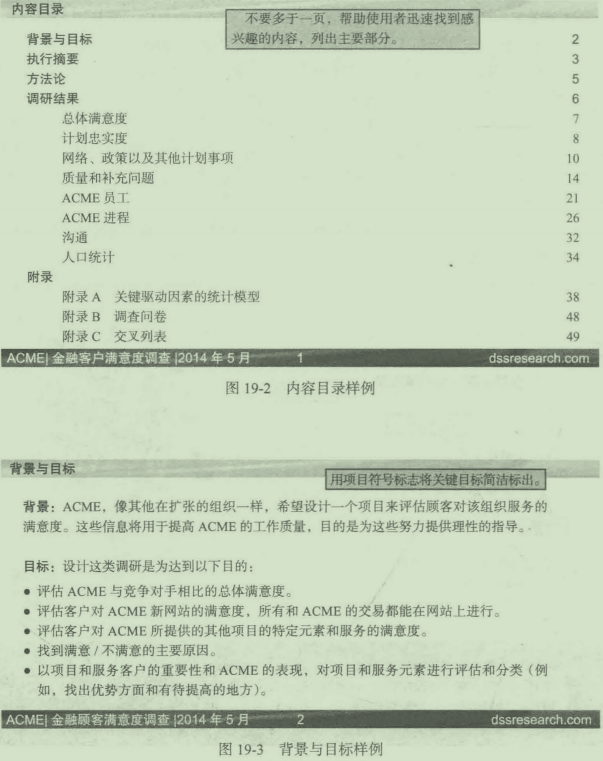 内容目录
不要多于一页，帮助使用者迅速找到感
兴趣的内容，列出主要部分。
背景与目标 2
执行摘要 3
方法论 5
调研结果 6
总体满意度 7
计划忠实度 8
网络、政策以及其他计划事项 10
质量和补充问题 14
ACME 员工 21
ACME 进程 26
沟通 32
人口统计 34
附录
附录 A 关键驱动因素的统计模型 38
附录 B 调查问卷 48
附录 C 交叉列表 49
ACME| 金融客户满意度调查 |2014 年 5 月 1 dssresearch.com
图 19-2 内容目录样例
背景与目标
用项目符号标志将关键目标简洁标出。
背景：ACME，像其他在扩张的组织一样，希望设计一个项目来评估顾客对该组织服务的
满意度。这些信息将用于提高 ACME 的工作质量，目的是为这些努力提供理性的指导。
目标：设计这类调研是为达到以下目的：
● 评估 ACME 与竞争对手相比的总体满意度。
● 评估客户对 ACME 新网站的满意度，所有和 ACME 的交易都能在网站上进行。
● 评估客户对 ACME 所提供的其他项目的特定元素和服务的满意度。
● 找到满意 / 不满意的主要原因。
● 以项目和服务客户的重要性和 ACME 的表现，对项目和服务元素进行评估和分类（例
如，找出优势方面和有待提高的地方）。
ACME| 金融顾客满意度调查 |2014 年 5 月 2 dssresearch.com
图 19-3 背景与目标样例